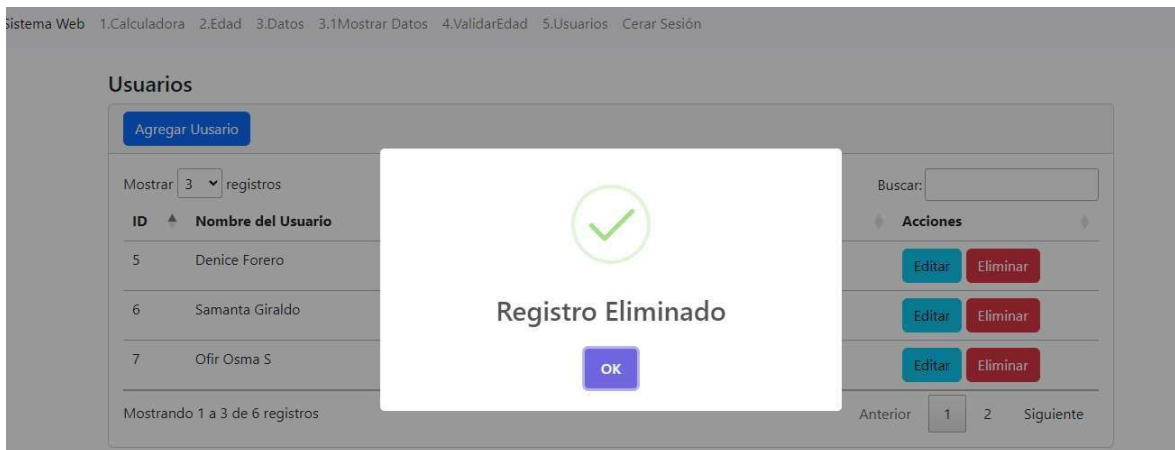 Sistema Web 1.Calculadora 2.Edad 3.Datos 3.1Mostrar Datos 4.ValidarEdad 5.Usuarios Cerar Sesión
Usuarios
Agregar Uusario
Mostrar 3 registros Buscar:
ID Nombre del Usuario Acciones
5 Denice Forero Editar Eliminar
6 Samanta Giraldo Editar Eliminar
7 Ofir Osma S Editar Eliminar
Mostrando 1 a 3 de 6 registros Anterior 1 2 Siguiente
Registro Eliminado
OK